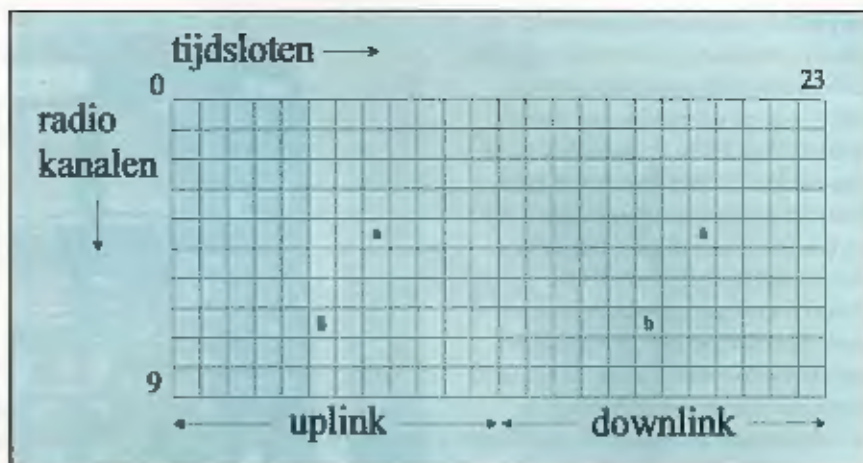 tijdsloten
0 23
radio
kanalen
a a
b
9
uplink downlink